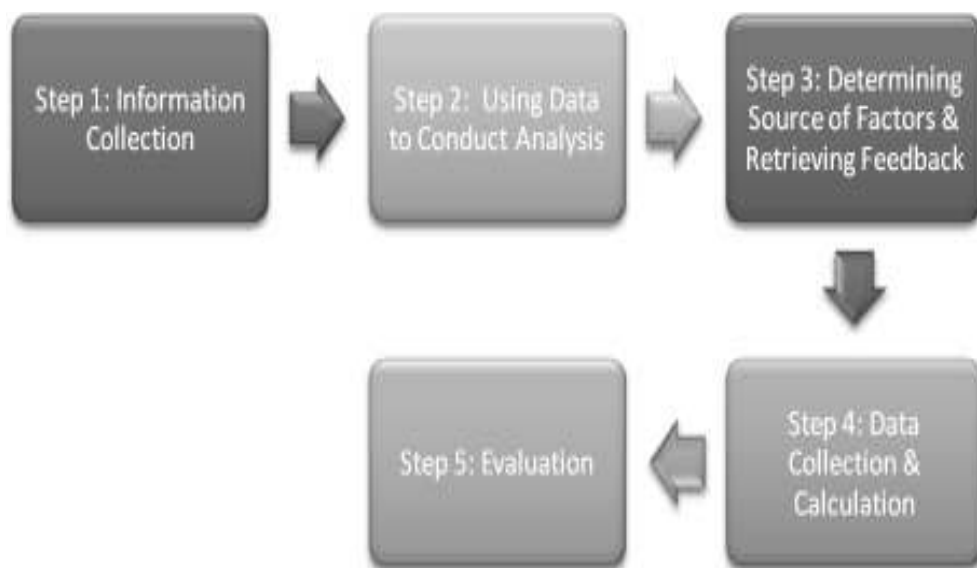 Step 1: Information
Collection
Step 2: Using Data
to Conduct Analysis
Step 3: Determining
Source of Factors &
Retrieving Feedback
Step 4: Data
Collection &
Calculation
Step 5: Evaluation